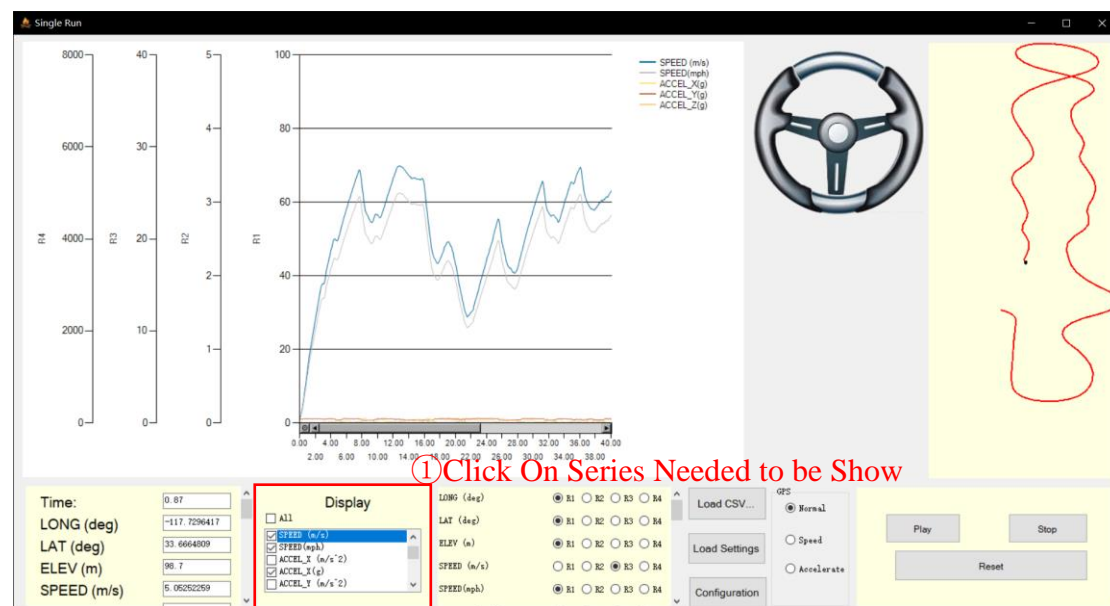 Single Run
8000 40 5 100
SPEED (m/s)
SPEED(mph)
ACCEL_X(g)
ACCEL_Y(g)
ACCEL_Z(g)
4 80
6000 30
3 60
R4 R3 R2 R1
4000 20
2 40
2000 10
1 20
0 0 0 0
0.00 4.00 8.00 12.00 16.00 20.00 24.00 28.00 32.00 36.00 40.00
2.00 6.00 10.00 14.00 18.00 22.00 26.00 30.00 34.00 38.00
①Click On Series Needed to be Show
Time: 0.87
LONG (deg) -117.7296417
LAT (deg) 33.6664809
ELEV (m) 98.7
SPEED (m/s) 5.05252259
Display
All
SPEED (m/s)
SPEED(mph)
ACCEL_X (m/s^2)
ACCEL_X(g)
ACCEL_Y (m/s^2)
LONG (deg) R1 R2 R3 R4
LAT (deg) R1 R2 R3 R4
ELEV (m) R1 R2 R3 R4
SPEED (m/s) R1 R2 R3 R4
SPEED(mph) R1 R2 R3 R4
Load CSV...
Load Settings
Configuration
GPS
Normal
Speed
Accelerate
Play Stop
Reset